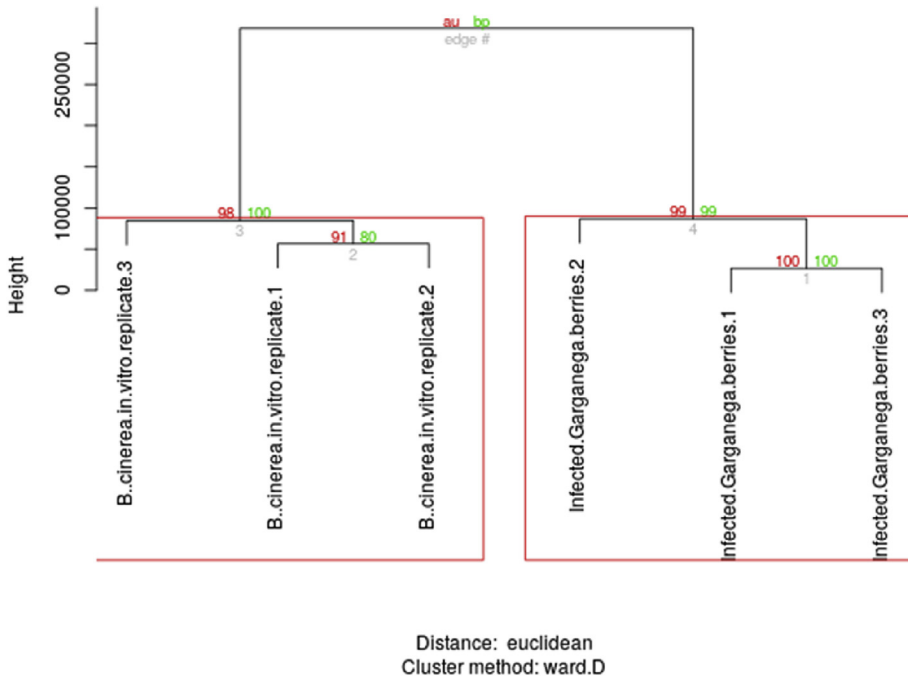 au bp
edge #
250000
100000
0
Height
98 100
3
91 80
2
99 99
4
100 100
1
B..cinerea.in.vitro.replicate.3
B..cinerea.in.vitro.replicate.1
B..cinerea.in.vitro.replicate.2
Infected.Garganega.berries.2
Infected.Garganega.berries.1
Infected.Garganega.berries.3
Distance: euclidean
Cluster method: ward.D